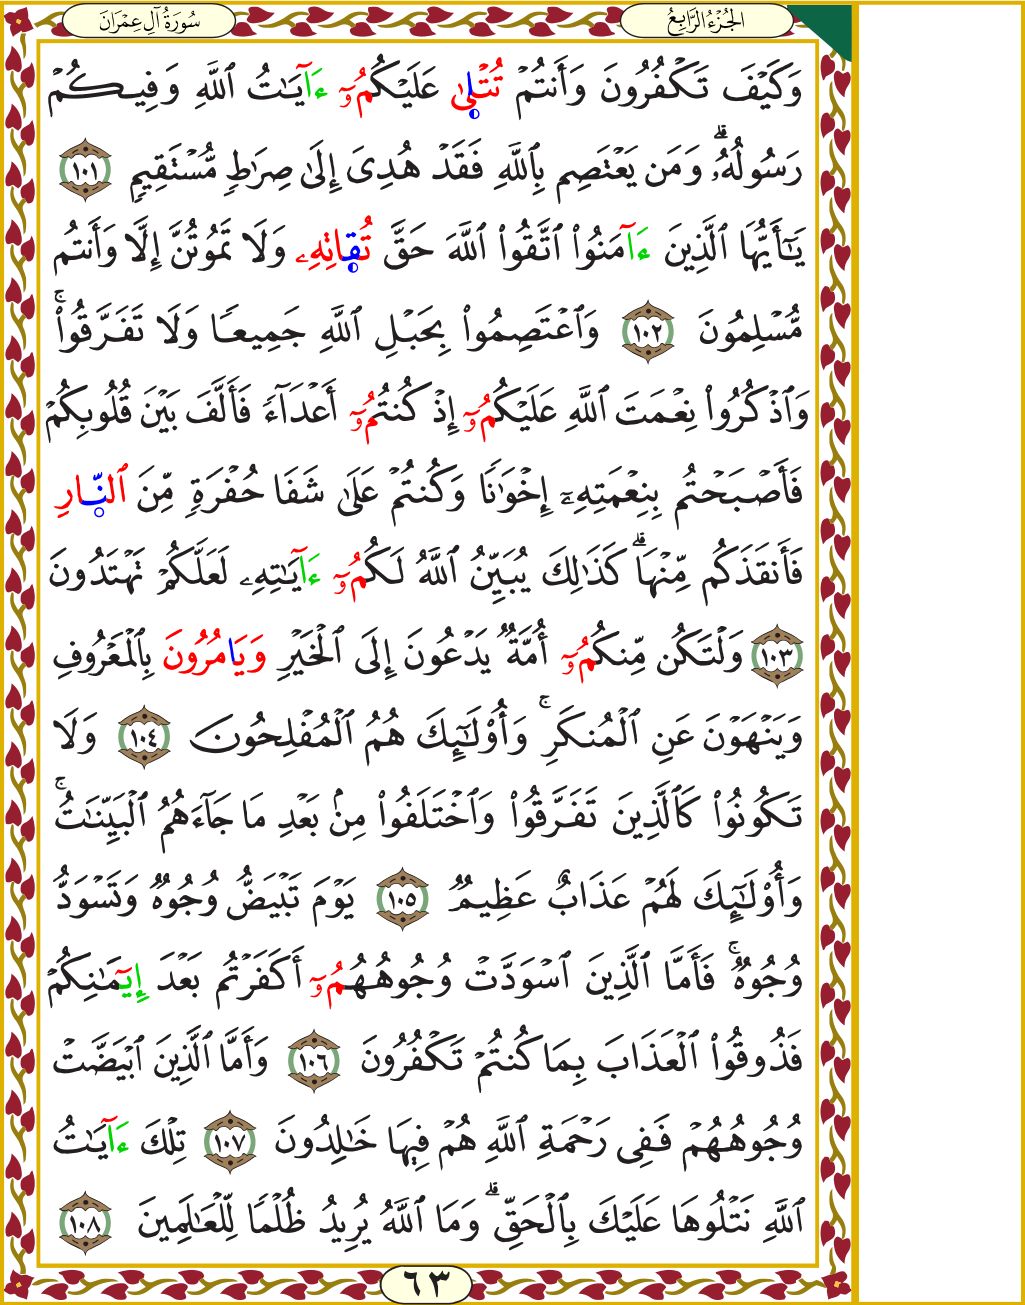 الجُزْءُ الرَّابِعُ
سُورَةُ آلِ عِمْرَانَ
وَكَيْفَ تَكْفُرُونَ وَأَنتُمْ تُتْلَىٰ عَلَيْكُمُۥٓ ءَآيَٰتُ ٱللَّهِ وَفِيكُمْ
رَسُولُهُۥۗ وَمَن يَعْتَصِم بِٱللَّهِ فَقَدْ هُدِىَ إِلَىٰ صِرَٰطٍ مُّسْتَقِيمٍ ١٠١
يَٰٓأَيُّهَا ٱلَّذِينَ ءَآمَنُوا۟ ٱتَّقُوا۟ ٱللَّهَ حَقَّ تُقَاتِهِۦ وَلَا تَمُوتُنَّ إِلَّا وَأَنتُم
مُّسْلِمُونَ ١٠٢ وَٱعْتَصِمُوا۟ بِحَبْلِ ٱللَّهِ جَمِيعًا وَلَا تَفَرَّقُوا۟ۚ
وَٱذْكُرُوا۟ نِعْمَتَ ٱللَّهِ عَلَيْكُمُۥٓ إِذْ كُنتُمُۥٓ أَعْدَآءً فَأَلَّفَ بَيْنَ قُلُوبِكُمْ
فَأَصْبَحْتُم بِنِعْمَتِهِۦٓ إِخْوَٰنًا وَكُنتُمْ عَلَىٰ شَفَا حُفْرَةٍ مِّنَ ٱلنَّارِ
فَأَنقَذَكُم مِّنْهَاۗ كَذَٰلِكَ يُبَيِّنُ ٱللَّهُ لَكُمُۥٓ ءَآيَٰتِهِۦ لَعَلَّكُمْ تَهْتَدُونَ
١٠٣ وَلْتَكُن مِّنكُمُۥٓ أُمَّةٌ يَدْعُونَ إِلَى ٱلْخَيْرِ وَيَامُرُونَ بِٱلْمَعْرُوفِ
وَيَنْهَوْنَ عَنِ ٱلْمُنكَرِۚ وَأُو۟لَٰٓئِكَ هُمُ ٱلْمُفْلِحُونَ ١٠٤ وَلَا
تَكُونُوا۟ كَٱلَّذِينَ تَفَرَّقُوا۟ وَٱخْتَلَفُوا۟ مِنۢ بَعْدِ مَا جَآءَهُمُ ٱلْبَيِّنَٰتُۚ
وَأُو۟لَٰٓئِكَ لَهُمْ عَذَابٌ عَظِيمٌ ١٠٥ يَوْمَ تَبْيَضُّ وُجُوهٌ وَتَسْوَدُّ
وُجُوهٌۚ فَأَمَّا ٱلَّذِينَ ٱسْوَدَّتْ وُجُوهُهُمُۥٓ أَكَفَرْتُم بَعْدَ إِيٓمَٰنِكُمْ
فَذُوقُوا۟ ٱلْعَذَابَ بِمَا كُنتُمْ تَكْفُرُونَ ١٠٦ وَأَمَّا ٱلَّذِينَ ٱبْيَضَّتْ
وُجُوهُهُمْ فَفِى رَحْمَةِ ٱللَّهِ هُمْ فِيهَا خَٰلِدُونَ ١٠٧ تِلْكَ ءَآيَٰتُ
ٱللَّهِ نَتْلُوهَا عَلَيْكَ بِٱلْحَقِّۗ وَمَا ٱللَّهُ يُرِيدُ ظُلْمًا لِّلْعَٰلَمِينَ ١٠٨
٦٣